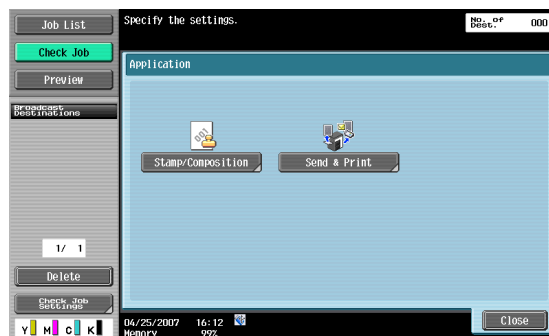 Job List
Specify the settings.
No. of
Dest.
000
Check Job
Application
Preview
Broadcast
Destinations
001
Stamp/Composition
Send & Print
1/ 1
Delete
Check Job
Settings
Y M C K
04/25/2007 16:12
Memory 99%
Close